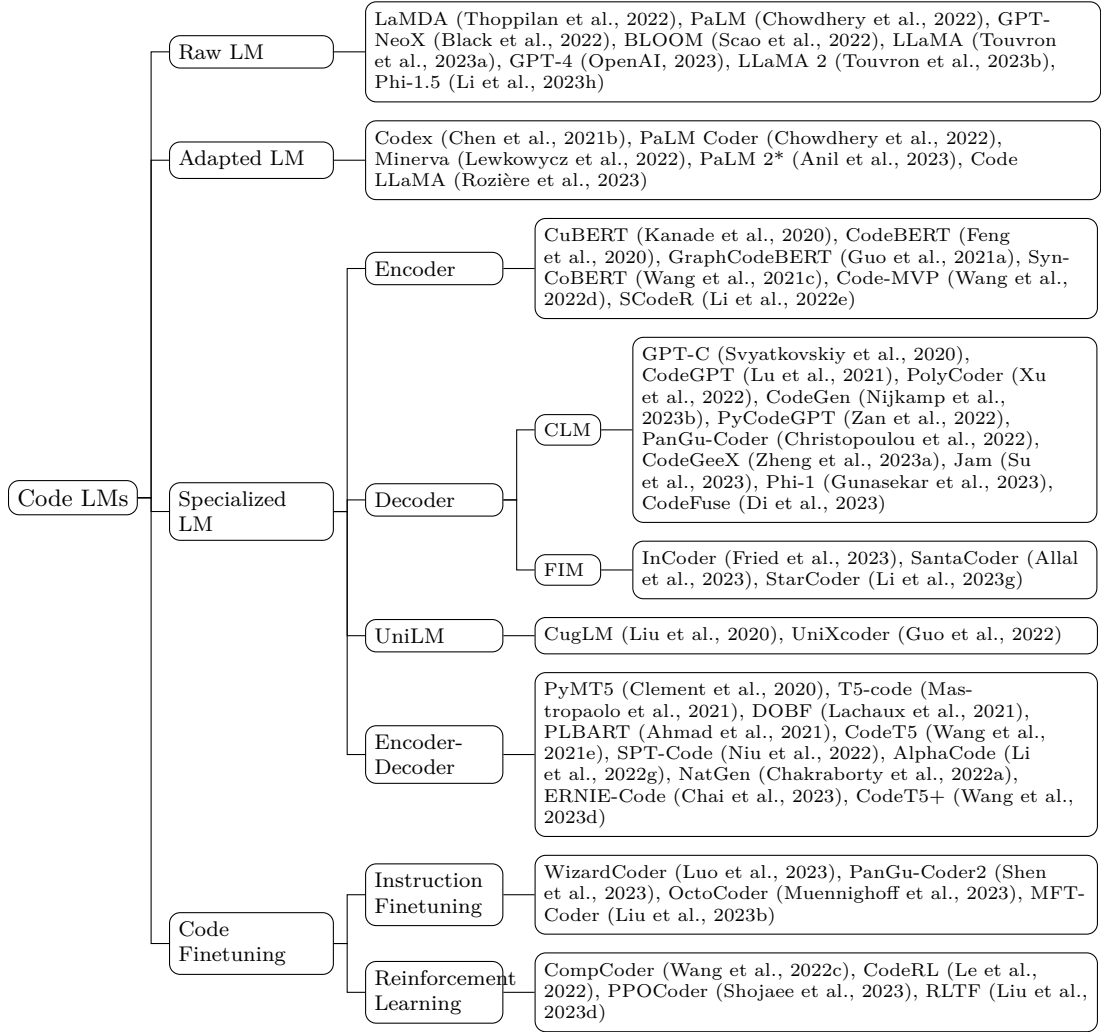 LaMDA (Thoppilan et al., 2022), PaLM (Chowdhery et al., 2022), GPT-
NeoX (Black et al., 2022), BLOOM (Scao et al., 2022), LLaMA (Touvron
et al., 2023a), GPT-4 (OpenAI, 2023), LLaMA 2 (Touvron et al., 2023b),
Phi-1.5 (Li et al., 2023h)
Raw LM
Codex (Chen et al., 2021b), PaLM Coder (Chowdhery et al., 2022),
Minerva (Lewkowycz et al., 2022), PaLM 2* (Anil et al., 2023), Code
LLaMA (Rozière et al., 2023)
Adapted LM
CuBERT (Kanade et al., 2020), CodeBERT (Feng
et al., 2020), GraphCodeBERT (Guo et al., 2021a), Syn-
CoBERT (Wang et al., 2021c), Code-MVP (Wang et al.,
2022d), SCodeR (Li et al., 2022e)
Encoder
GPT-C (Svyatkovskiy et al., 2020),
CodeGPT (Lu et al., 2021), PolyCoder (Xu
et al., 2022), CodeGen (Nijkamp et al.,
2023b), PyCodeGPT (Zan et al., 2022),
PanGu-Coder (Christopoulou et al., 2022),
CodeGeeX (Zheng et al., 2023a), Jam (Su
et al., 2023), Phi-1 (Gunasekar et al., 2023),
CodeFuse (Di et al., 2023)
CLM
Code LMs
Specialized
LM
Decoder
FIM
InCoder (Fried et al., 2023), SantaCoder (Allal
et al., 2023), StarCoder (Li et al., 2023g)
UniLM
CugLM (Liu et al., 2020), UniXcoder (Guo et al., 2022)
PyMT5 (Clement et al., 2020), T5-code (Mas-
tropaolo et al., 2021), DOBF (Lachaux et al., 2021),
PLBART (Ahmad et al., 2021), CodeT5 (Wang et al.,
2021e), SPT-Code (Niu et al., 2022), AlphaCode (Li
et al., 2022g), NatGen (Chakraborty et al., 2022a),
ERNIE-Code (Chai et al., 2023), CodeT5+ (Wang et al.,
2023d)
Encoder-
Decoder
WizardCoder (Luo et al., 2023), PanGu-Coder2 (Shen
et al., 2023), OctoCoder (Muennighoff et al., 2023), MFT-
Coder (Liu et al., 2023b)
Instruction
Finetuning
Code
Finetuning
Reinforcement
Learning
CompCoder (Wang et al., 2022c), CodeRL (Le et al.,
2022), PPOCoder (Shojaee et al., 2023), RLTF (Liu et al.,
2023d)